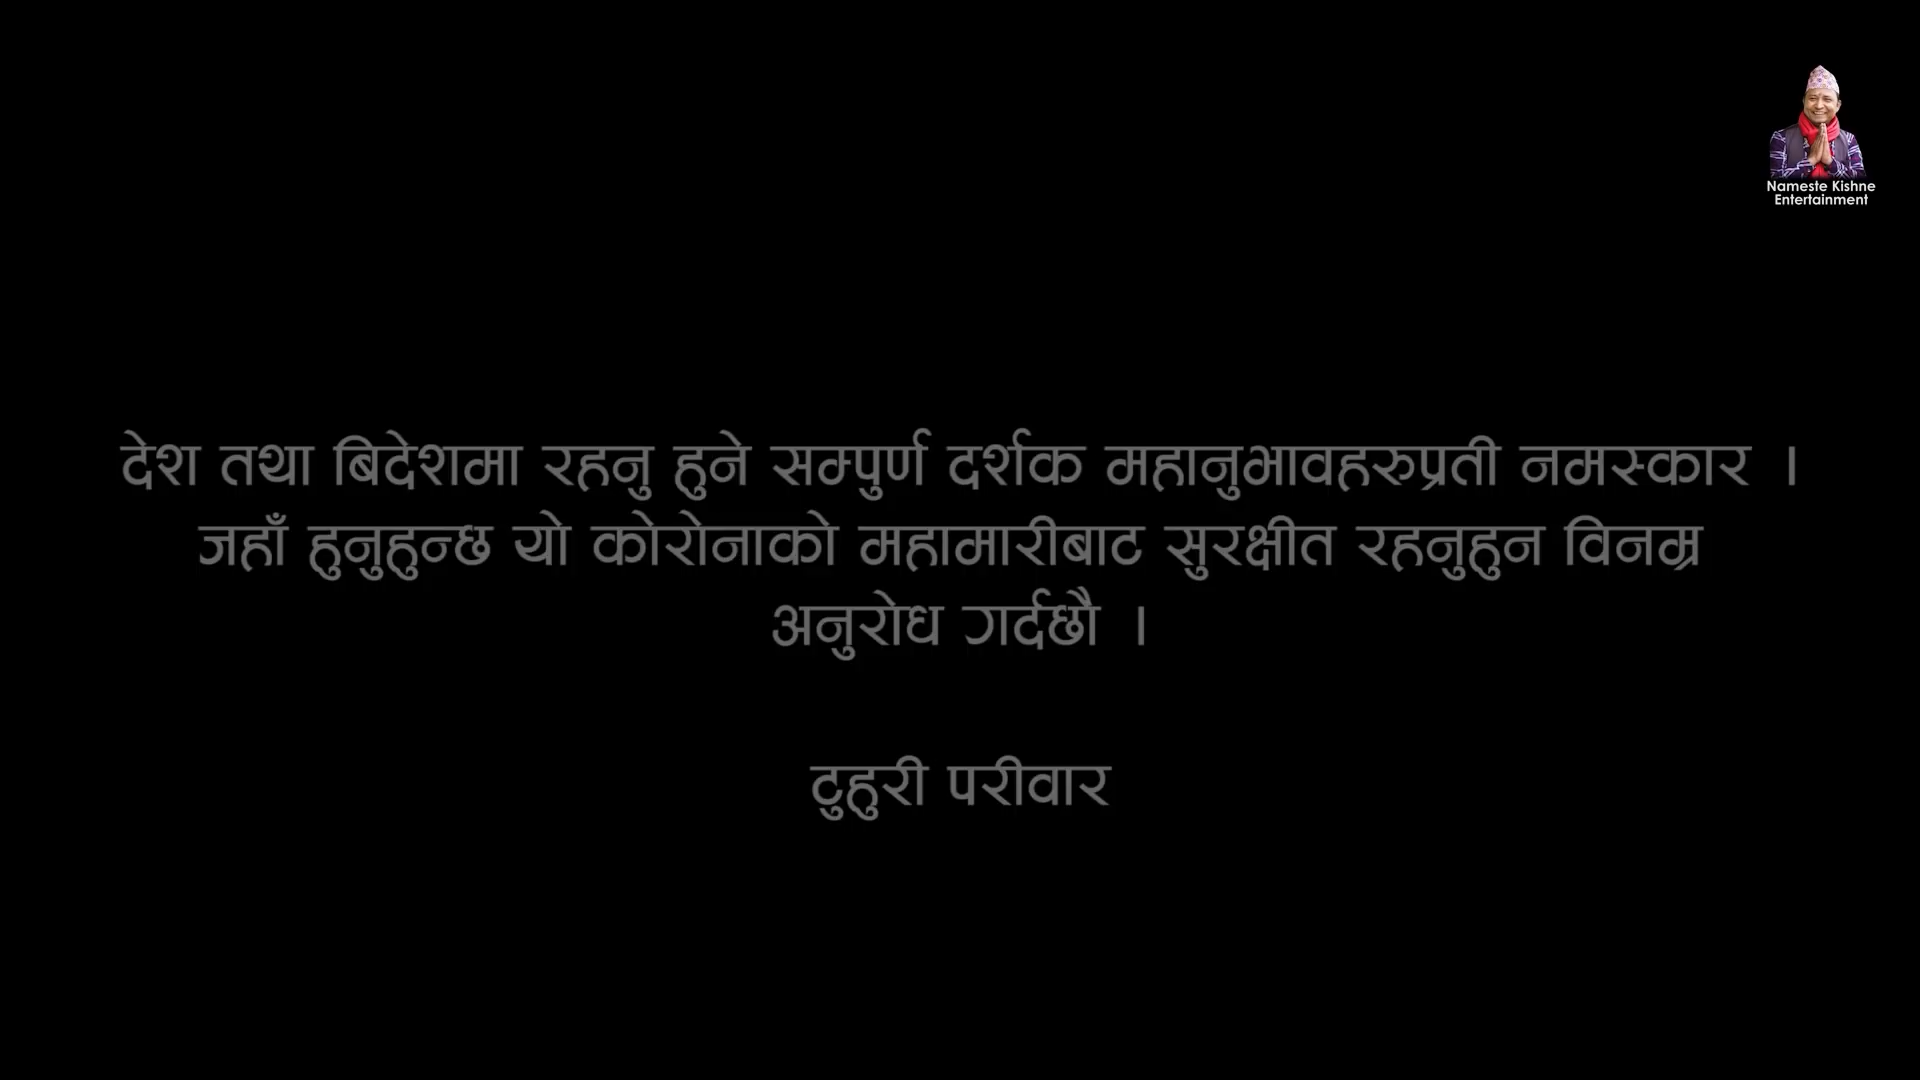 Nameste Kishne
Entertainment
देश तथा बिदेशमा रहनु हुने सम्पुर्ण दर्शक महानुभावहरुप्रती नमस्कार ।
जहाँ हुनुहुन्छ यो कोरोनाको महामारीबाट सुरक्षीत रहनुहुन विनम्र
अनुरोध गर्दछौ ।
टुहुरी परीवार